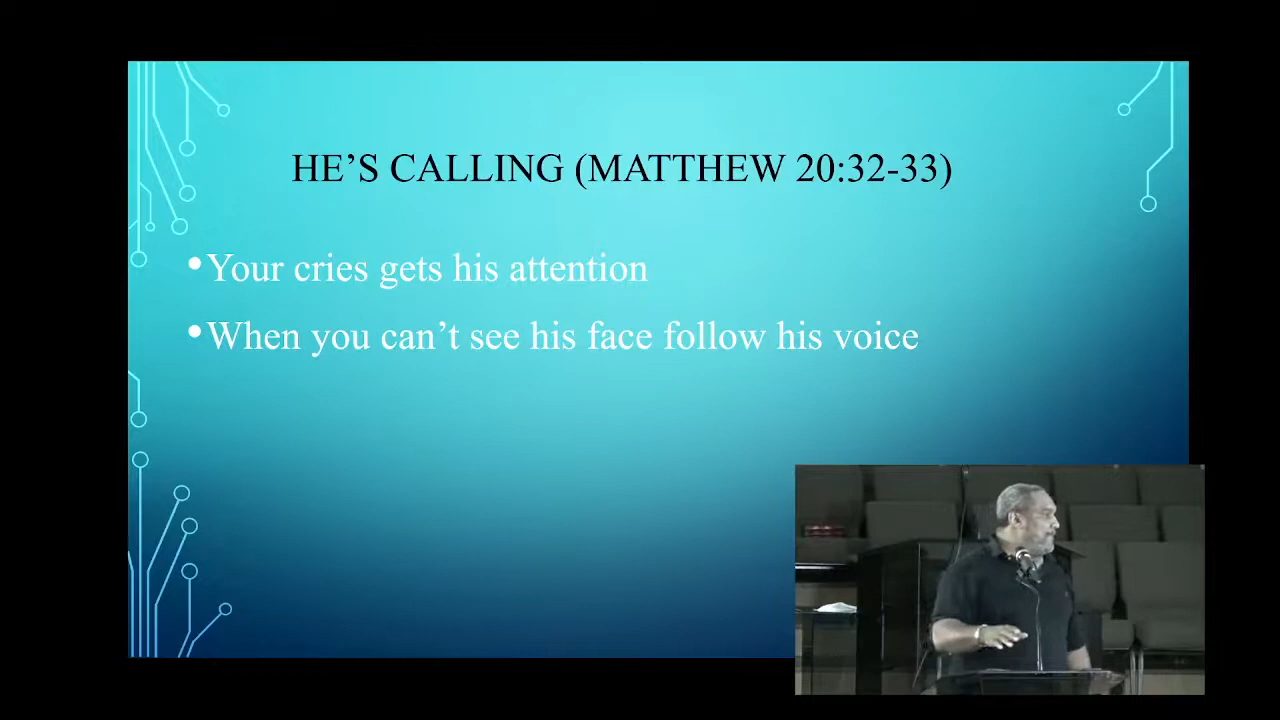 HE’S CALLING (MATTHEW 20:32-33)
•Your cries gets his attention
•When you can’t see his face follow his voice